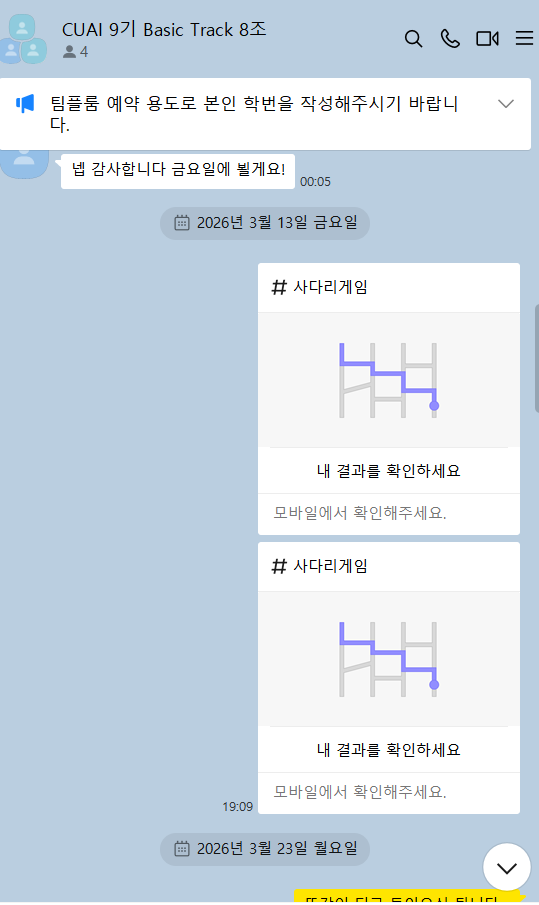 CUAI 9기 Basic Track 8조
4
팀플룸 예약 용도로 본인 학번을 작성해주시기 바랍니
다.
넵 감사합니다 금요일에 뵐게요!
00:05
2026년 3월 13일 금요일
# 사다리게임
내 결과를 확인하세요
모바일에서 확인해주세요.
# 사다리게임
내 결과를 확인하세요
모바일에서 확인해주세요.
19:09
2026년 3월 23일 월요일